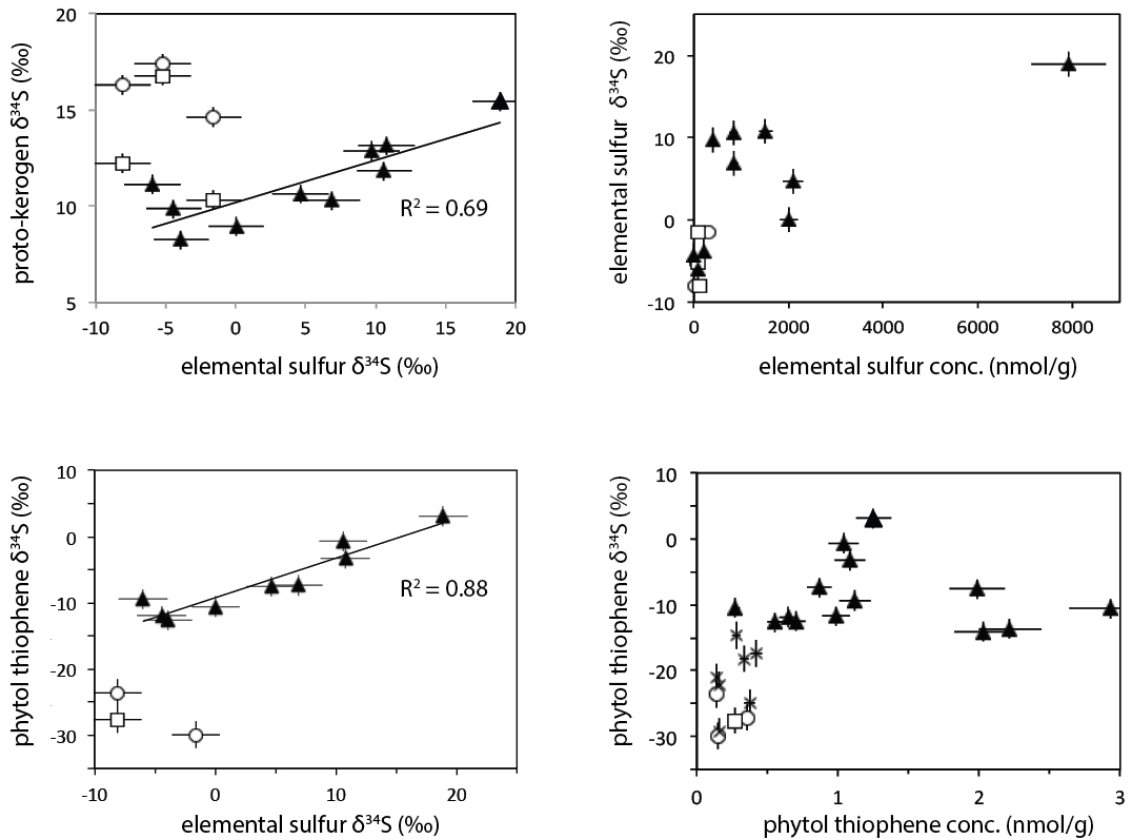 proto-kerogen δ³⁴S (‰)
20
15
10
5
R² = 0.69
-10 -5 0 5 10 15 20
elemental sulfur δ³⁴S (‰)
elemental sulfur δ³⁴S (‰)
20
10
0
-10
0 2000 4000 6000 8000
elemental sulfur conc. (nmol/g)
phytol thiophene δ³⁴S (‰)
10
0
-10
-20
-30
R² = 0.88
-10 0 10 20
elemental sulfur δ³⁴S (‰)
phytol thiophene δ³⁴S (‰)
10
0
-10
-20
-30
0 1 2 3
phytol thiophene conc. (nmol/g)